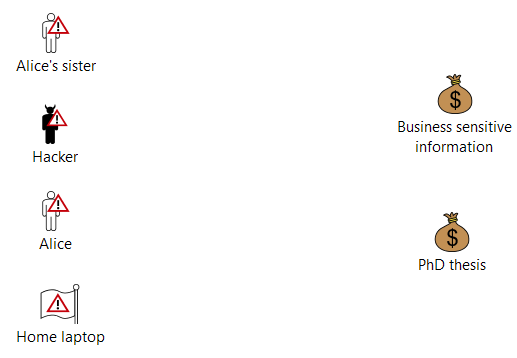 Alice's sister
Hacker
Alice
Home laptop
$
Business sensitive
information
$
PhD thesis